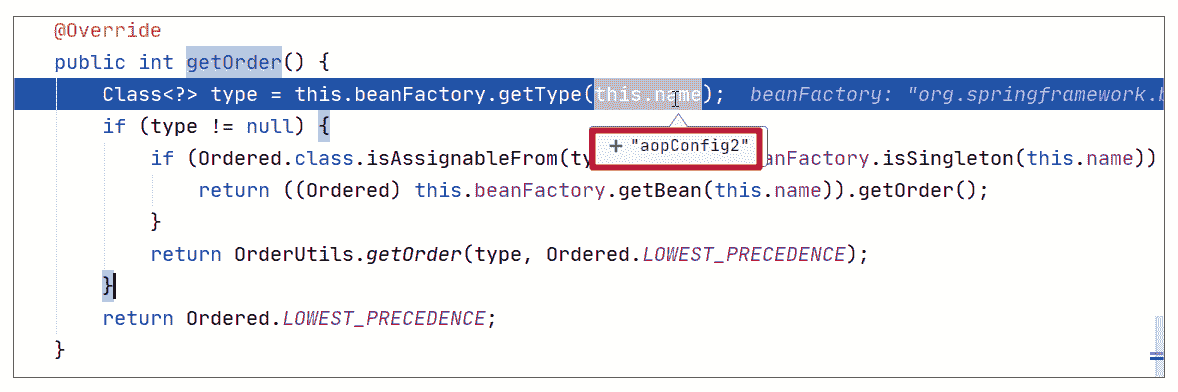 @Override
public int getOrder() {
Class<?> type = this.beanFactory.getType(this.name); beanFactory: "org.springframework.b
if (type != null) {
+ "aopConfig2"
if (Ordered.class.isAssignableFrom(ty anFactory.isSingleton(this.name))
return ((Ordered) this.beanFactory.getBean(this.name)).getOrder();
}
return OrderUtils.getOrder(type, Ordered.LOWEST_PRECEDENCE);
}
return Ordered.LOWEST_PRECEDENCE;
}